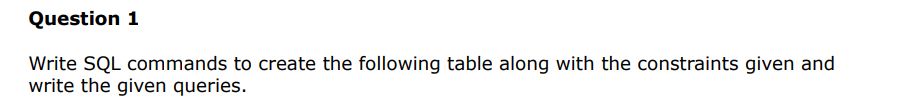 Question 1
Write SQL commands to create the following table along with the constraints given and
write the given queries.